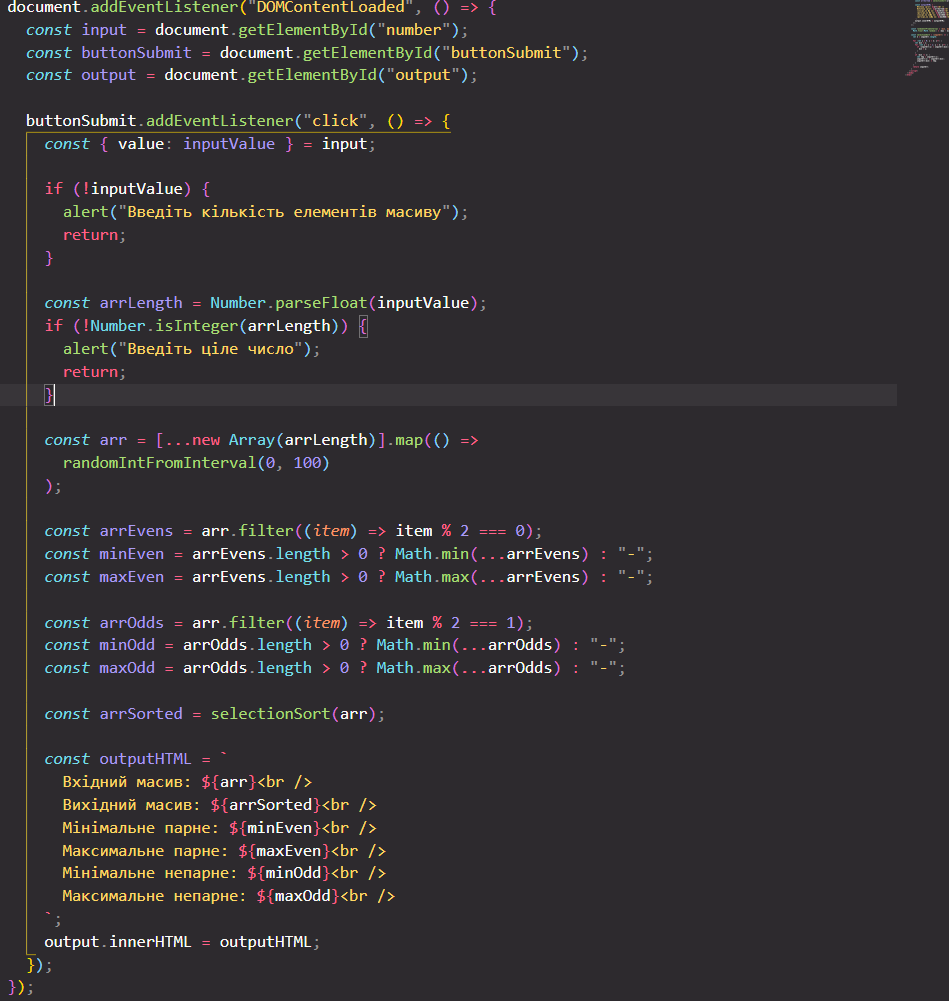 document.addEventListener("DOMContentLoaded", () => {
  const input = document.getElementById("number");
  const buttonSubmit = document.getElementById("buttonSubmit");
  const output = document.getElementById("output");

  buttonSubmit.addEventListener("click", () => {
    const { value: inputValue } = input;

    if (!inputValue) {
      alert("Введіть кількість елементів масиву");
      return;
    }

    const arrLength = Number.parseFloat(inputValue);
    if (!Number.isInteger(arrLength)) {
      alert("Введіть ціле число");
      return;
    }

    const arr = [...new Array(arrLength)].map(() =>
      randomIntFromInterval(0, 100)
    );

    const arrEvens = arr.filter((item) => item % 2 === 0);
    const minEven = arrEvens.length > 0 ? Math.min(...arrEvens) : "-";
    const maxEven = arrEvens.length > 0 ? Math.max(...arrEvens) : "-";

    const arrOdds = arr.filter((item) => item % 2 === 1);
    const minOdd = arrOdds.length > 0 ? Math.min(...arrOdds) : "-";
    const maxOdd = arrOdds.length > 0 ? Math.max(...arrOdds) : "-";

    const arrSorted = selectionSort(arr);

    const outputHTML = `
      Вхідний масив: ${arr}<br />
      Вихідний масив: ${arrSorted}<br />
      Мінімальне парне: ${minEven}<br />
      Максимальне парне: ${maxEven}<br />
      Мінімальне непарне: ${minOdd}<br />
      Максимальне непарне: ${maxOdd}<br />
    `;
    output.innerHTML = outputHTML;
  });
});